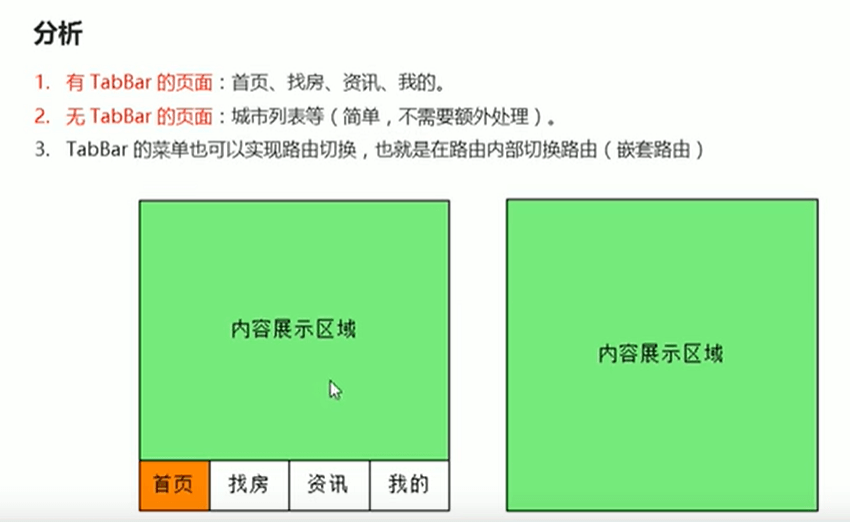 分析
1. 有 TabBar 的页面：首页、找房、资讯、我的。
2. 无 TabBar 的页面：城市列表等（简单，不需要额外处理）。
3. TabBar 的菜单也可以实现路由切换，也就是在路由内部切换路由（嵌套路由）
内容展示区域
内容展示区域
首页 找房 资讯 我的